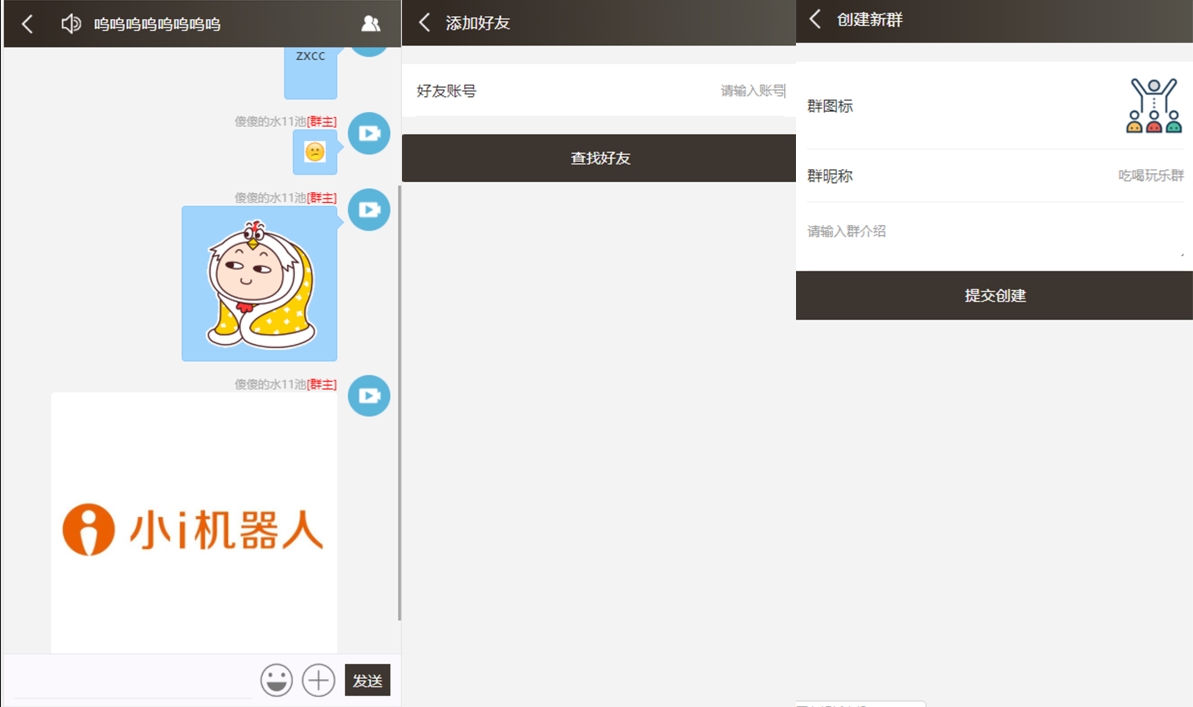 呜呜呜呜呜呜呜呜
zxcc
傻傻的水11池[群主]
傻傻的水11池[群主]
傻傻的水11池[群主]
小i机器人
发送
添加好友
好友账号
请输入账号
查找好友
创建新群
群图标
群昵称
吃喝玩乐群
请输入群介绍
提交创建